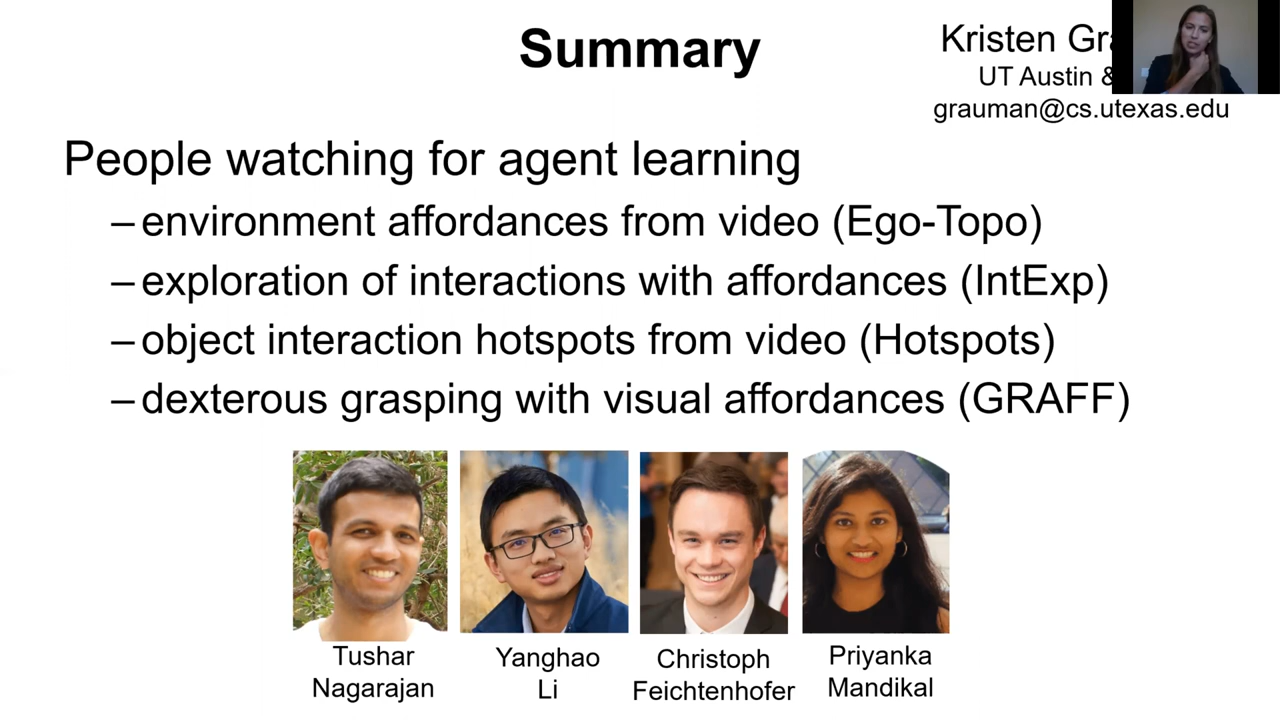 Summary
Kristen
UT Austin &
grauman@cs.utexas.edu
People watching for agent learning
– environment affordances from video (Ego-Topo)
– exploration of interactions with affordances (IntExp)
– object interaction hotspots from video (Hotspots)
– dexterous grasping with visual affordances (GRAFF)
Tushar
Nagarajan
Yanghao
Li
Christoph
Feichtenhofer
Priyanka
Mandikal